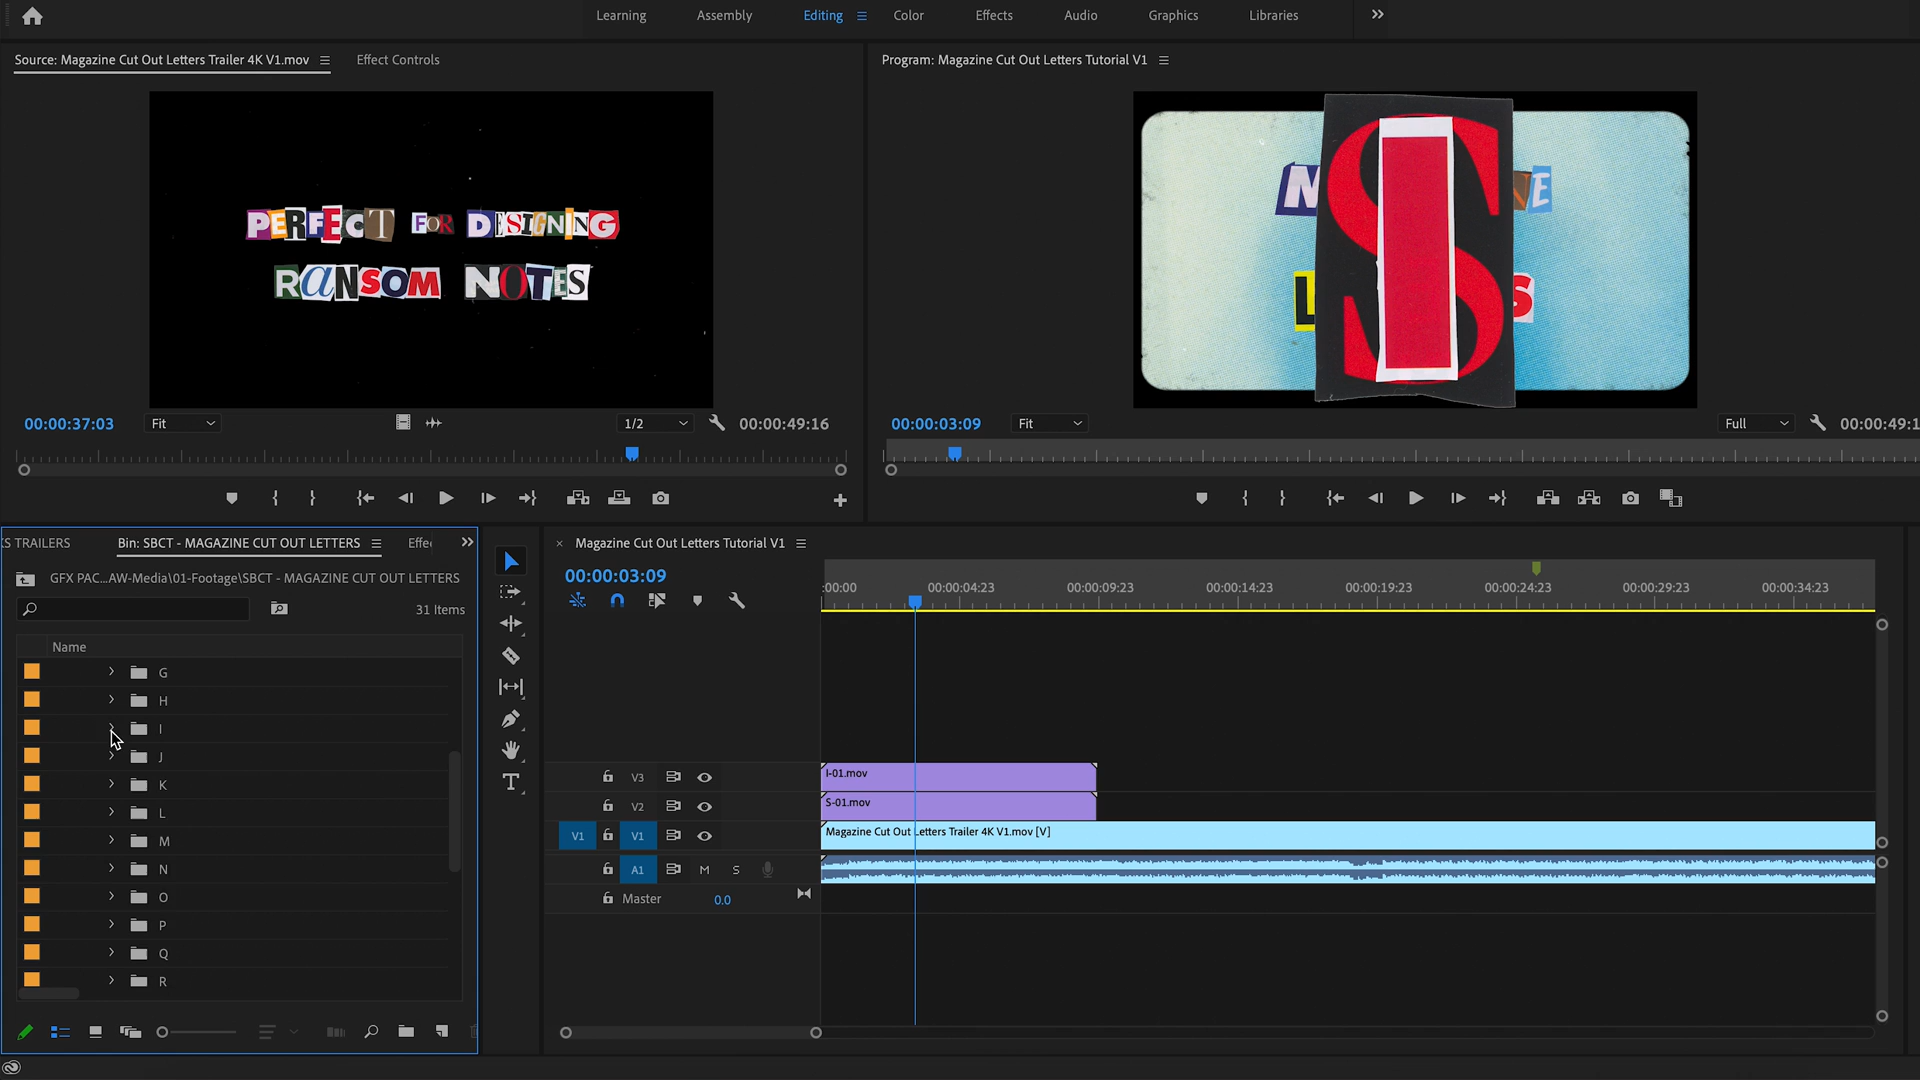 Learning Assembly Editing Color Effects Audio Graphics Libraries
Source: Magazine Cut Out Letters Trailer 4K V1.mov Effect Controls
Program: Magazine Cut Out Letters Tutorial V1
PERFECT FOR DESIGNING
RANSOM NOTES
S
I
00:00:37:03 Fit 1/2 00:00:49:16
00:00:03:09 Fit Full 00:00:49:1
S TRAILERS Bin: SBCT - MAGAZINE CUT OUT LETTERS Effe
GFX PAC...AW-Media\01-Footage\SBCT - MAGAZINE CUT OUT LETTERS
31 Items
Name
G
H
I
J
K
L
M
N
O
P
Q
R
× Magazine Cut Out Letters Tutorial V1
00:00:03:09
:00:00 00:00:04:23 00:00:09:23 00:00:14:23 00:00:19:23 00:00:24:23 00:00:29:23 00:00:34:23
V3 I-01.mov
V2 S-01.mov
V1 V1 Magazine Cut Out Letters Trailer 4K V1.mov [V]
A1 M S
Master 0.0